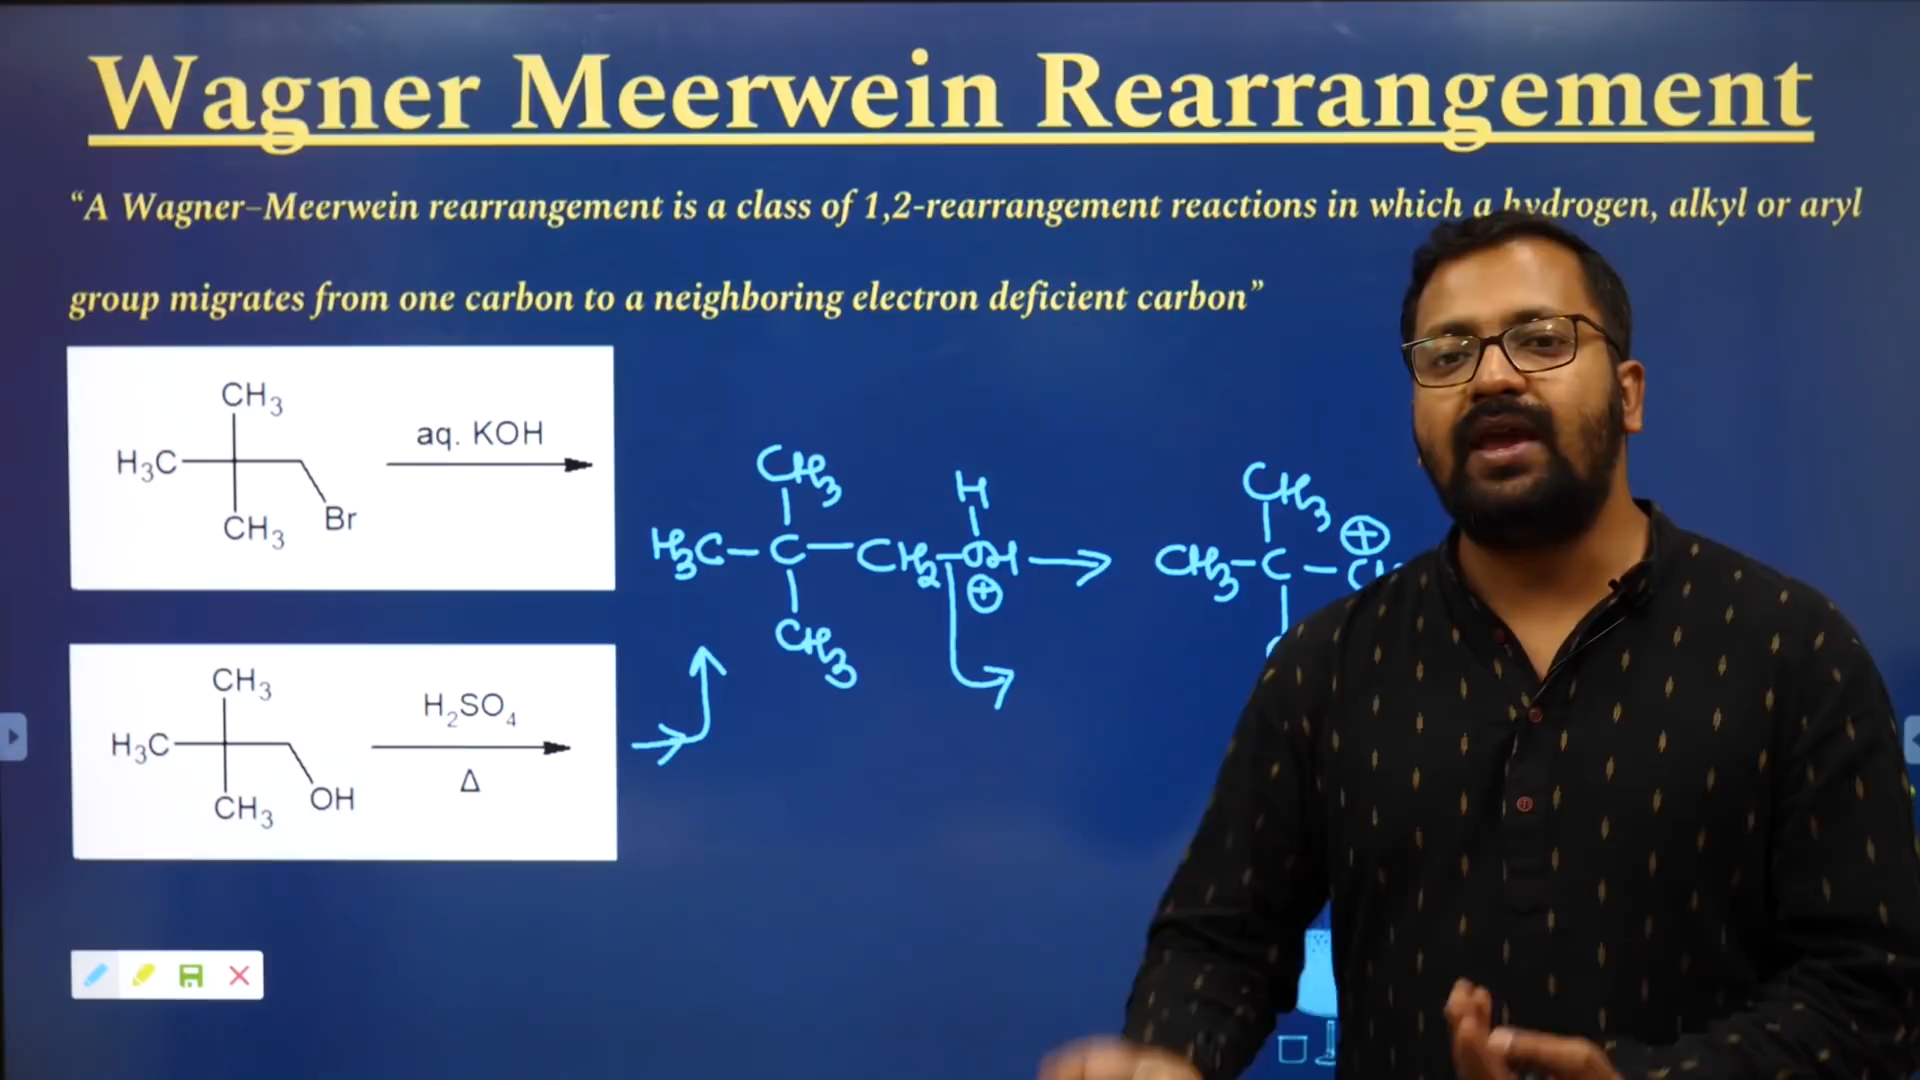 Wagner Meerwein Rearrangement
“A Wagner–Meerwein rearrangement is a class of 1,2-rearrangement reactions in which a hydrogen, alkyl or aryl
group migrates from one carbon to a neighboring electron deficient carbon”
CH3
H3C
aq. KOH
CH3
Br
CH3
H
H3C-C-CH2-OH
⊕
CH3
CH3
⊕
CH3-C-
CH3
H3C
H2SO4
Δ
CH3
OH